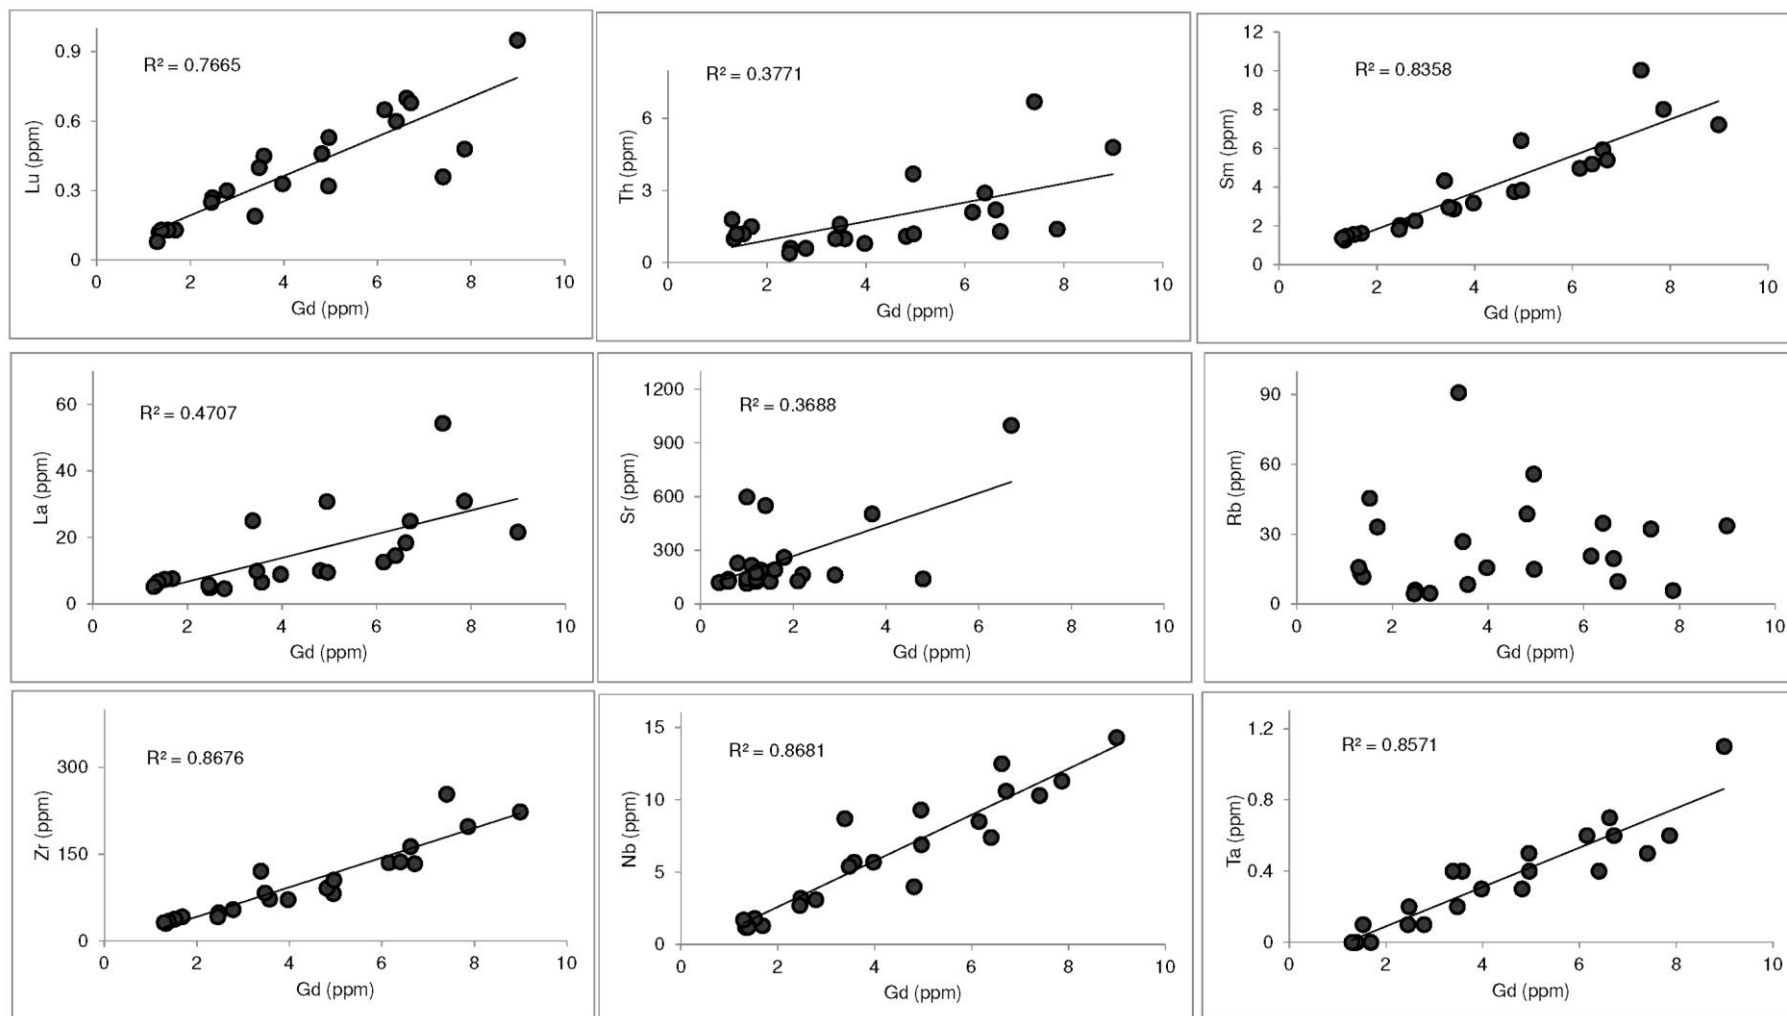 0.9
0.6
0.3
0
Lu (ppm)
R² = 0.7665
0 2 4 6 8 10
Gd (ppm)
6
3
0
Th (ppm)
R² = 0.3771
0 2 4 6 8 10
Gd (ppm)
12
10
8
6
4
2
0
Sm (ppm)
R² = 0.8358
0 2 4 6 8 10
Gd (ppm)
60
40
20
0
La (ppm)
R² = 0.4707
0 2 4 6 8 10
Gd (ppm)
1200
900
600
300
0
Sr (ppm)
R² = 0.3688
0 2 4 6 8 10
Gd (ppm)
90
60
30
0
Rb (ppm)
0 2 4 6 8 10
Gd (ppm)
300
150
0
Zr (ppm)
R² = 0.8676
0 2 4 6 8 10
Gd (ppm)
15
10
5
0
Nb (ppm)
R² = 0.8681
0 2 4 6 8 10
Gd (ppm)
1.2
0.8
0.4
0
Ta (ppm)
R² = 0.8571
0 2 4 6 8 10
Gd (ppm)